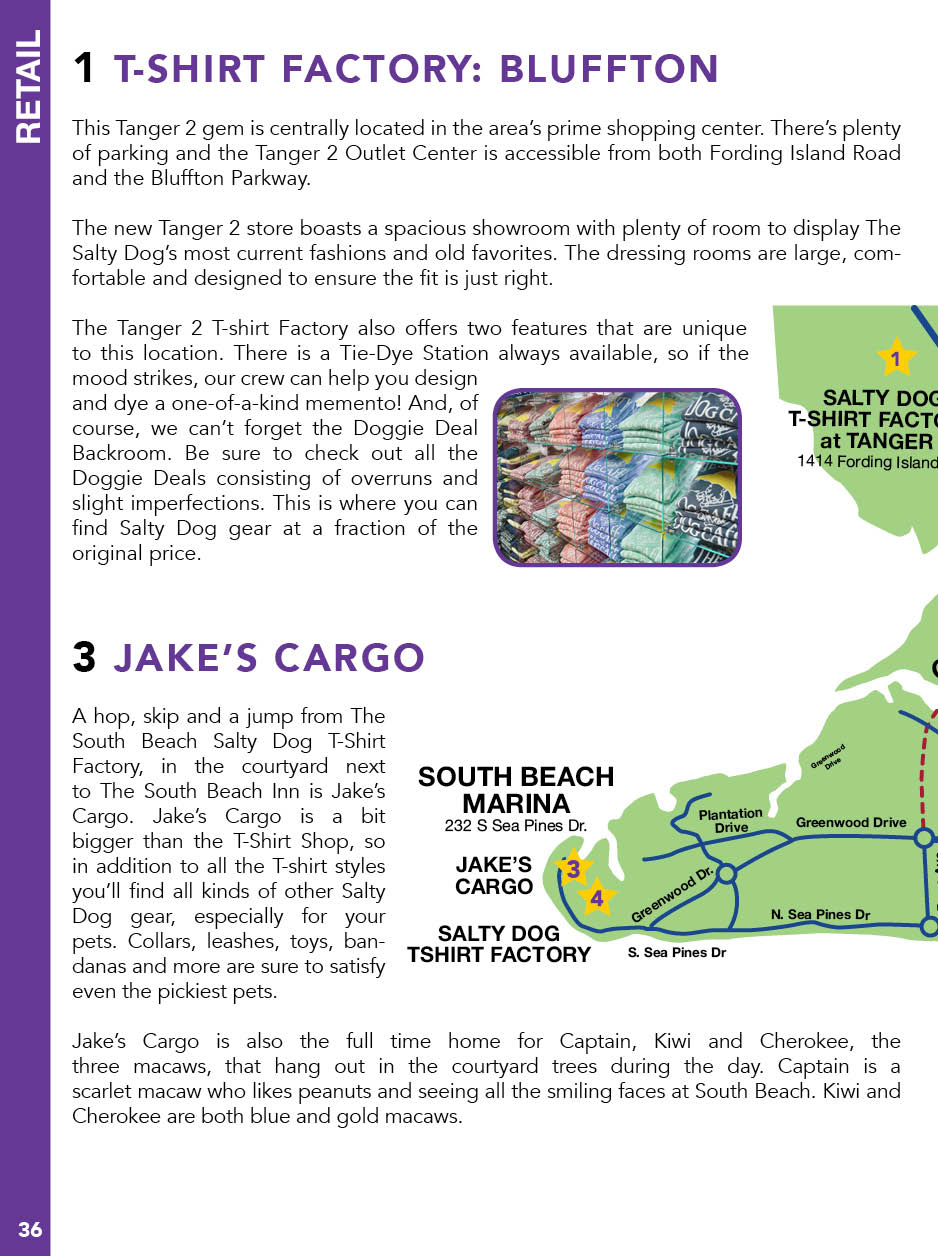 RETAIL
1 T-SHIRT FACTORY: BLUFFTON
This Tanger 2 gem is centrally located in the area’s prime shopping center. There’s plenty
of parking and the Tanger 2 Outlet Center is accessible from both Fording Island Road
and the Bluffton Parkway.
The new Tanger 2 store boasts a spacious showroom with plenty of room to display The
Salty Dog’s most current fashions and old favorites. The dressing rooms are large, com-
fortable and designed to ensure the fit is just right.
The Tanger 2 T-shirt Factory also offers two features that are unique
to this location. There is a Tie-Dye Station always available, so if the
mood strikes, our crew can help you design
and dye a one-of-a-kind memento! And, of
course, we can’t forget the Doggie Deal
Backroom. Be sure to check out all the
Doggie Deals consisting of overruns and
slight imperfections. This is where you can
find Salty Dog gear at a fraction of the
original price.
1
SALTY DOG
T-SHIRT FACTO
at TANGER
1414 Fording Island
3 JAKE’S CARGO
A hop, skip and a jump from The
South Beach Salty Dog T-Shirt
Factory, in the courtyard next
to The South Beach Inn is Jake’s
Cargo. Jake’s Cargo is a bit
bigger than the T-Shirt Shop, so
in addition to all the T-shirt styles
you’ll find all kinds of other Salty
Dog gear, especially for your
pets. Collars, leashes, toys, ban-
danas and more are sure to satisfy
even the pickiest pets.
SOUTH BEACH
MARINA
232 S Sea Pines Dr.
JAKE’S
CARGO
SALTY DOG
TSHIRT FACTORY
3
4
Greenwood
Drive
Plantation
Drive
Greenwood Drive
Greenwood Dr.
N. Sea Pines Dr
S. Sea Pines Dr
Jake’s Cargo is also the full time home for Captain, Kiwi and Cherokee, the
three macaws, that hang out in the courtyard trees during the day. Captain is a
scarlet macaw who likes peanuts and seeing all the smiling faces at South Beach. Kiwi and
Cherokee are both blue and gold macaws.
36